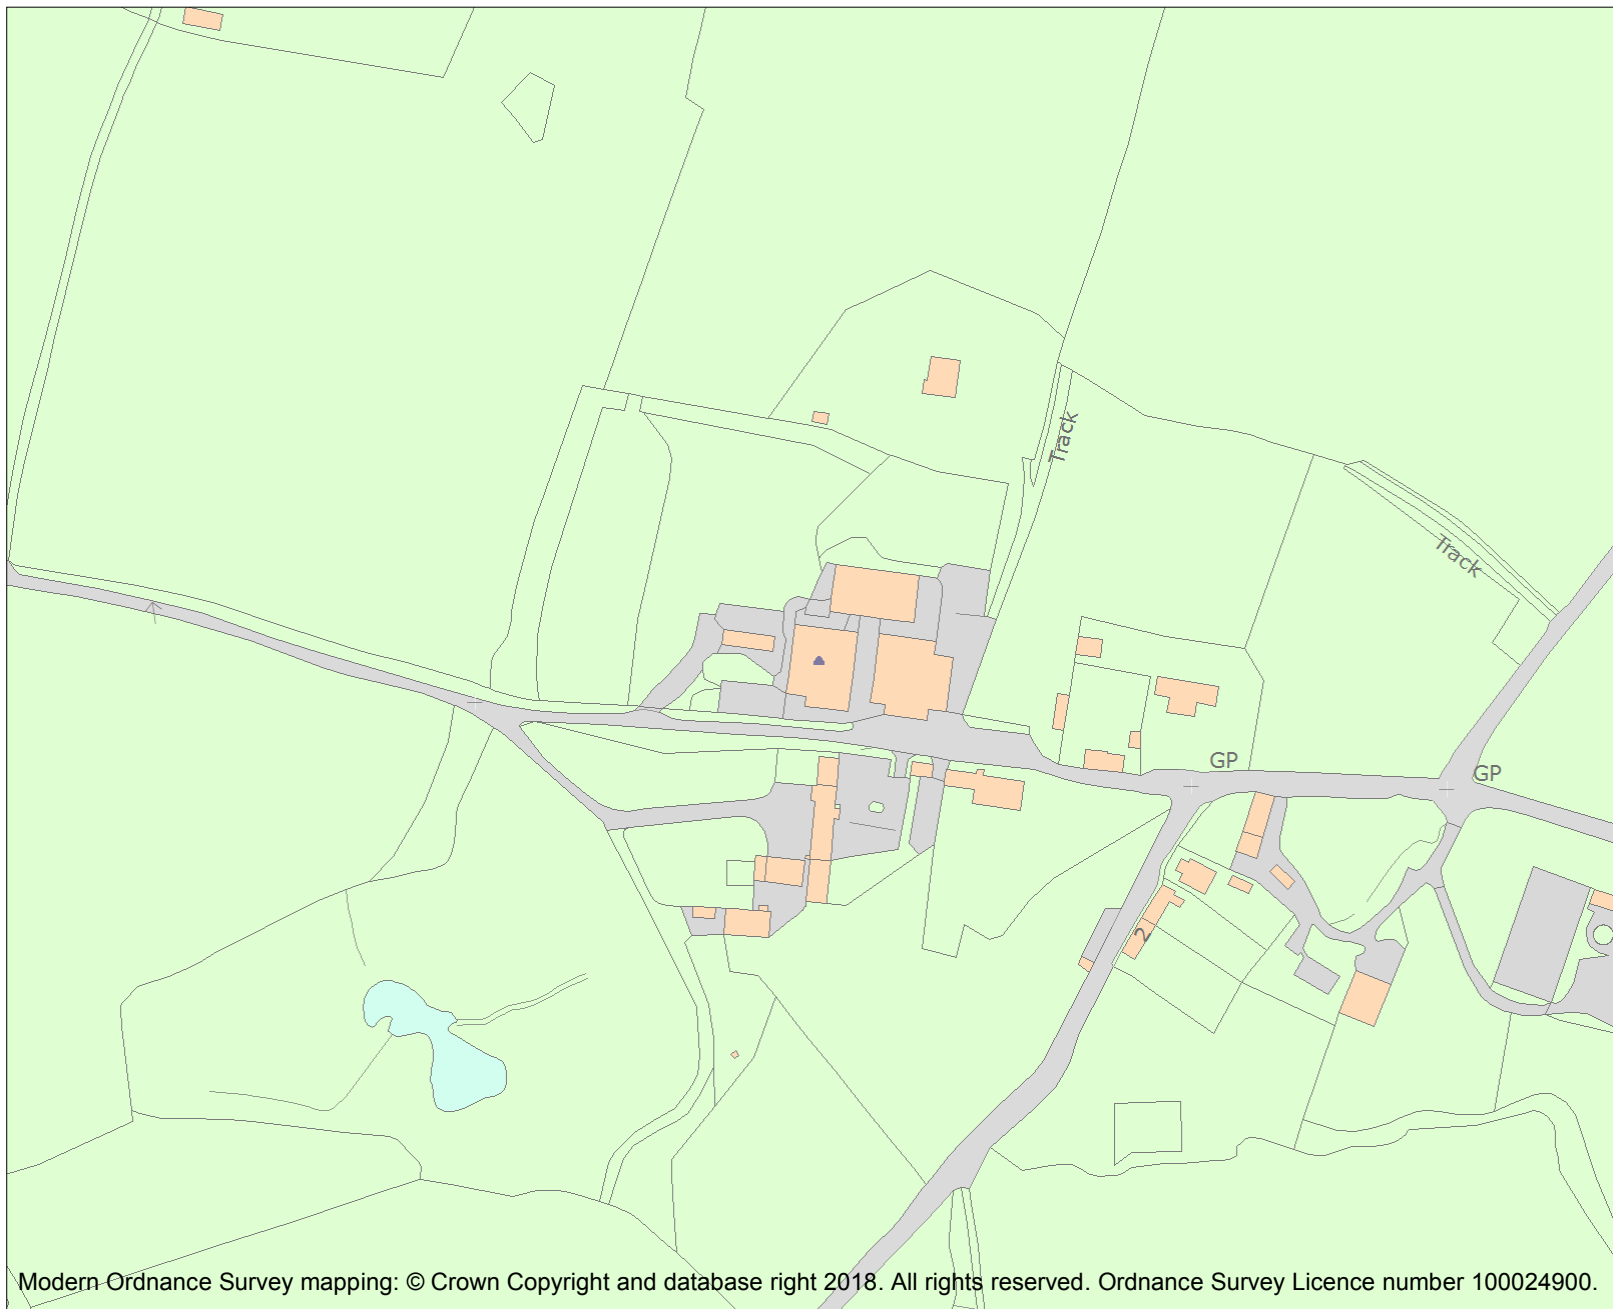 Track
Track
GP
GP
2
Modern Ordnance Survey mapping: © Crown Copyright and database right 2018. All rights reserved. Ordnance Survey Licence number 100024900.